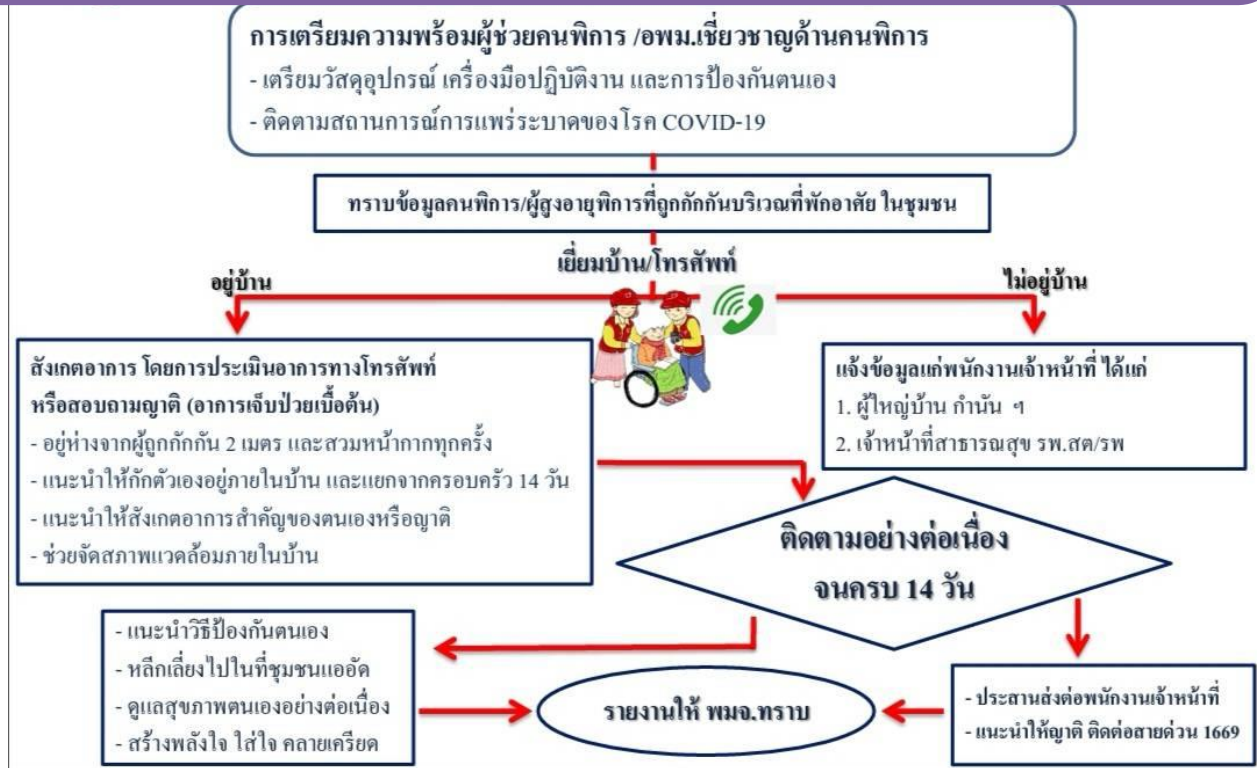 การเตรียมความพร้อมผู้ช่วยคนพิการ /อพม.เชี่ยวชาญด้านคนพิการ
- เตรียมวัสดุอุปกรณ์ เครื่องมือปฏิบัติงาน และการป้องกันตนเอง
- ติดตามสถานการณ์การแพร่ระบาดของโรค COVID-19
ทราบข้อมูลคนพิการ/ผู้สูงอายุพิการที่ถูกกักกันบริเวณที่พักอาศัย ในชุมชน
เยี่ยมบ้าน/โทรศัพท์
อยู่บ้าน
ไม่อยู่บ้าน
สังเกตอาการ โดยการประเมินอาการทางโทรศัพท์
หรือสอบถามญาติ (อาการเจ็บป่วยเบื้อต้น)
- อยู่ห่างจากผู้ถูกกักกัน 2 เมตร และสวมหน้ากากทุกครั้ง
- แนะนำให้กักตัวเองอยู่ภายในบ้าน และแยกจากครอบครัว 14 วัน
- แนะนำให้สังเกตอาการสำคัญของตนเองหรือญาติ
- ช่วยจัดสภาพแวดล้อมภายในบ้าน
แจ้งข้อมูลแก่พนักงานเจ้าหน้าที่ ได้แก่
1. ผู้ใหญ่บ้าน กำนัน ฯ
2. เจ้าหน้าที่สาธารณสุข รพ.สต/รพ
ติดตามอย่างต่อเนื่อง
จนครบ 14 วัน
- แนะนำวิธีป้องกันตนเอง
- หลีกเลี่ยงไปในที่ชุมชนแออัด
- ดูแลสุขภาพตนเองอย่างต่อเนื่อง
- สร้างพลังใจ ใส่ใจ คลายเครียด
รายงานให้ พมจ.ทราบ
- ประสานส่งต่อพนักงานเจ้าหน้าที่
- แนะนำให้ญาติ ติดต่อสายด่วน 1669